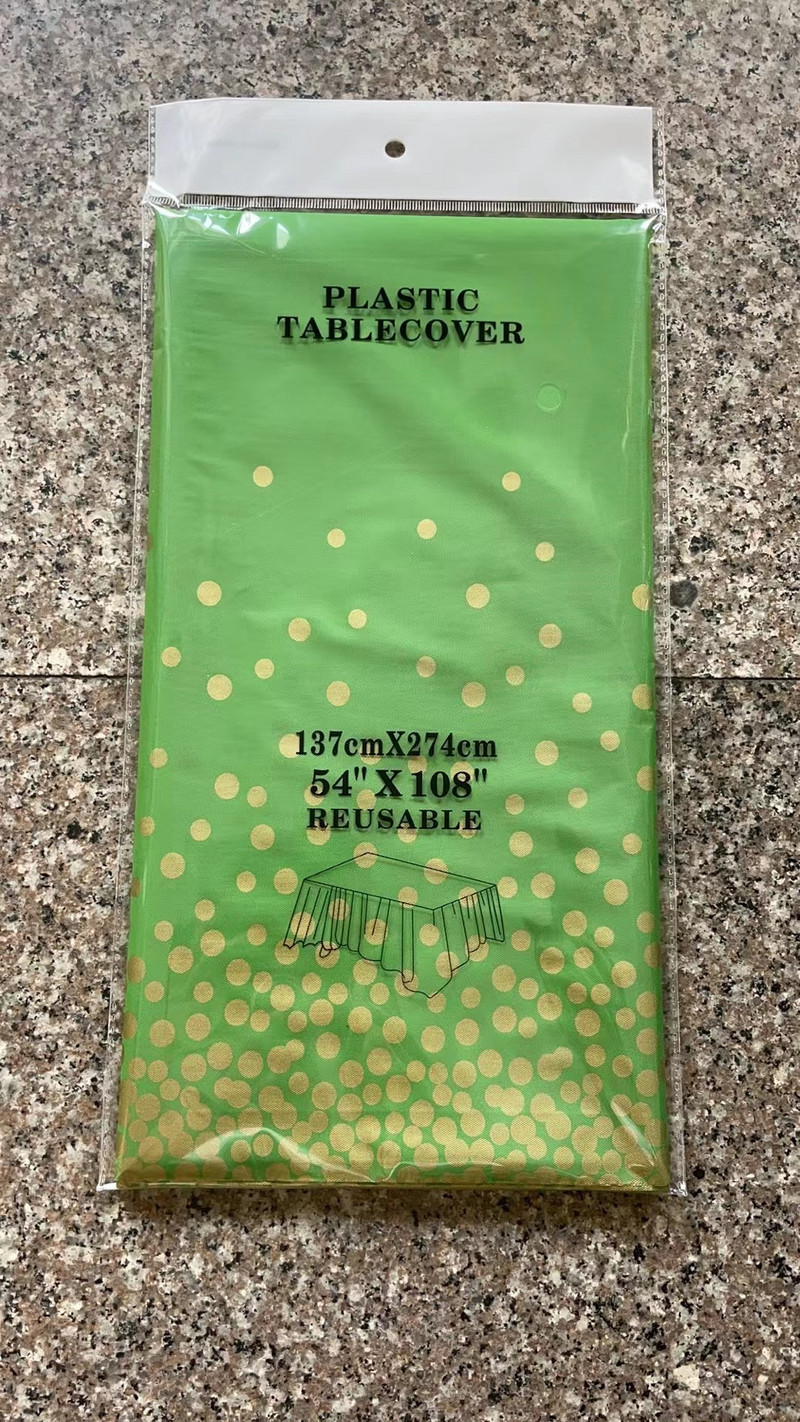 PLASTIC
TABLECOVER
137cmX274cm
54" X 108"
REUSABLE